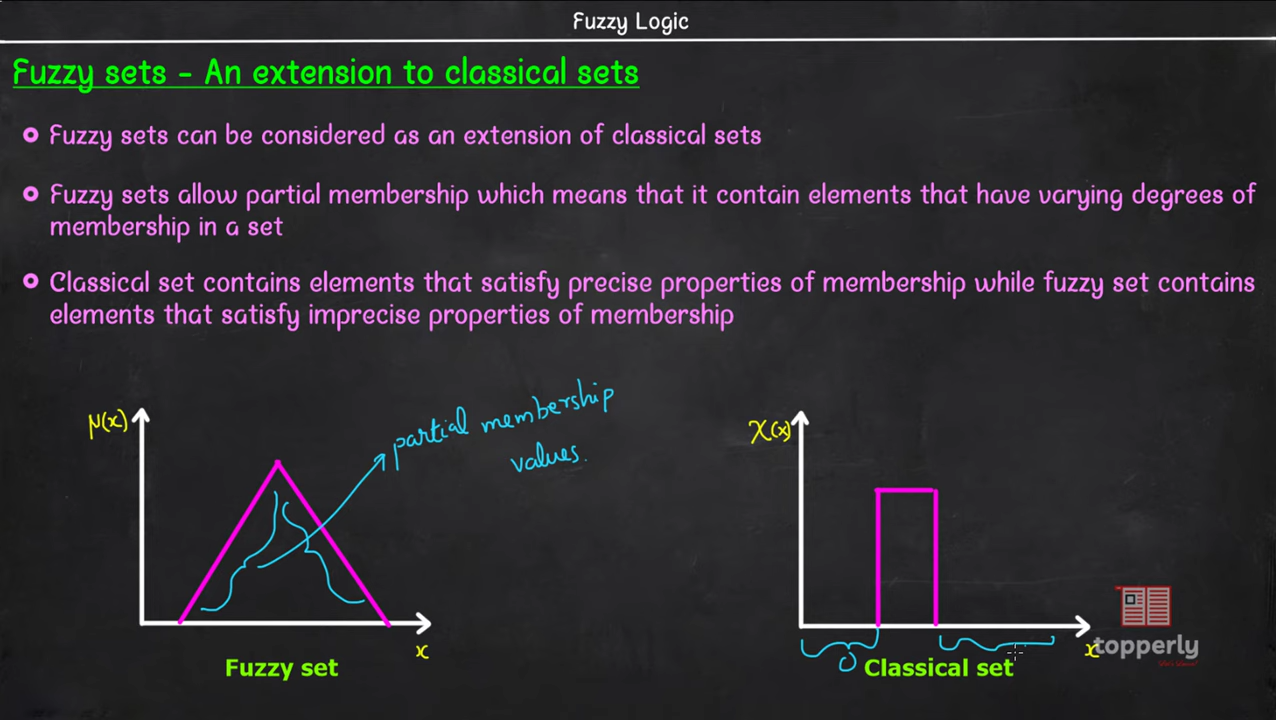 Fuzzy Logic
Fuzzy sets - An extension to classical sets
Fuzzy sets can be considered as an extension of classical sets
Fuzzy sets allow partial membership which means that it contain elements that have varying degrees of
membership in a set
Classical set contains elements that satisfy precise properties of membership while fuzzy set contains
elements that satisfy imprecise properties of membership
μ(x)
partial membership
values.
x
Fuzzy set
χ(x)
0
x
Classical set
topperly